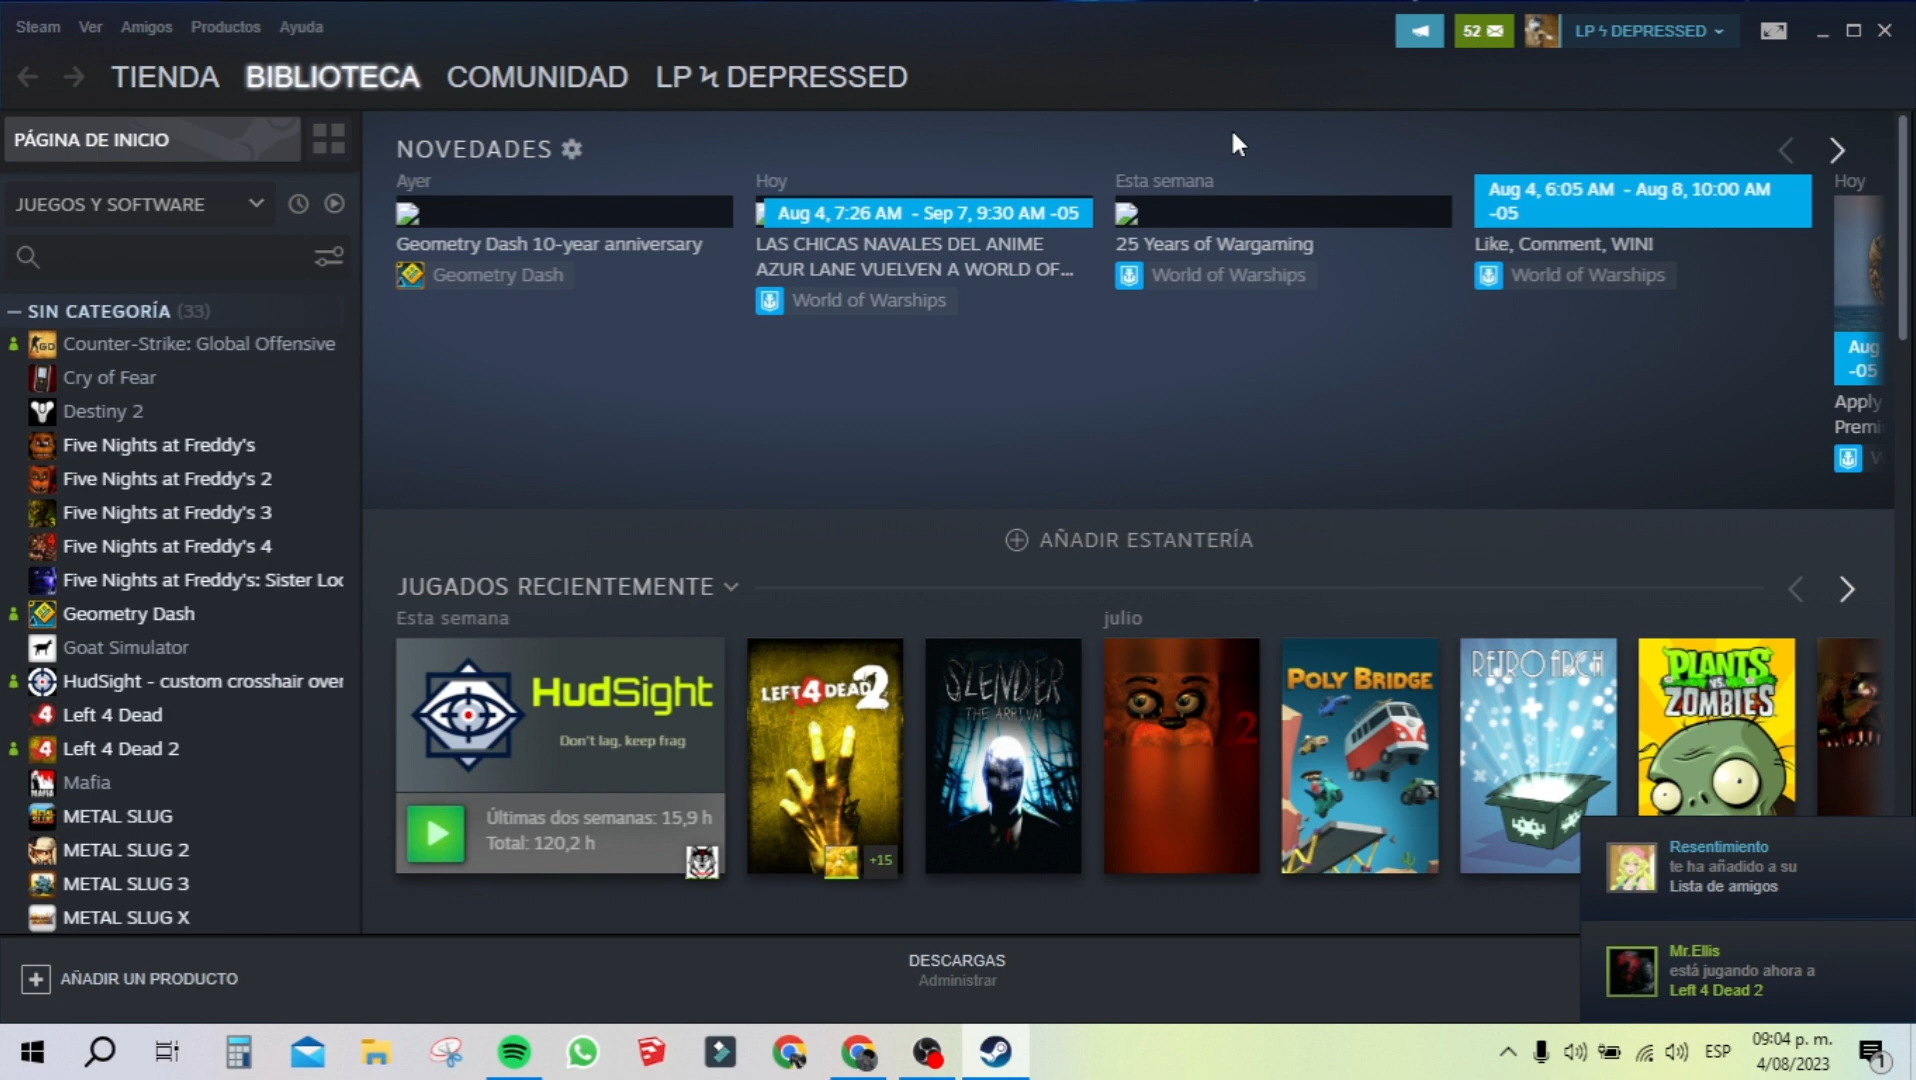 Steam Ver Amigos Productos Ayuda
52
LP ϟ DEPRESSED
TIENDA BIBLIOTECA COMUNIDAD LP Ϟ DEPRESSED
PÁGINA DE INICIO
JUEGOS Y SOFTWARE
SIN CATEGORÍA (33)
Counter-Strike: Global Offensive
Cry of Fear
Destiny 2
Five Nights at Freddy's
Five Nights at Freddy's 2
Five Nights at Freddy's 3
Five Nights at Freddy's 4
Five Nights at Freddy's: Sister Loc
Geometry Dash
Goat Simulator
HudSight - custom crosshair over
Left 4 Dead
Left 4 Dead 2
Mafia
METAL SLUG
METAL SLUG 2
METAL SLUG 3
METAL SLUG X
AÑADIR UN PRODUCTO
NOVEDADES
Ayer
Geometry Dash 10-year anniversary
Geometry Dash
Hoy
Aug 4, 7:26 AM - Sep 7, 9:30 AM -05
LAS CHICAS NAVALES DEL ANIME
AZUR LANE VUELVEN A WORLD OF...
World of Warships
Esta semana
25 Years of Wargaming
World of Warships
Aug 4, 6:05 AM - Aug 8, 10:00 AM
-05
Like, Comment, WIN!
World of Warships
Hoy
Aug
-05
Apply
Premi
AÑADIR ESTANTERÍA
JUGADOS RECIENTEMENTE
Esta semana
julio
HudSight
Don't lag, keep frag
Últimas dos semanas: 15,9 h
Total: 120,2 h
LEFT 4 DEAD 2
+15
SLENDER
THE ARRIVAL
2
POLY BRIDGE
RETRO ARCH
PLANTS
VS.
ZOMBIES
Resentimiento
te ha añadido a su
Lista de amigos
Mr.Ellis
está jugando ahora a
Left 4 Dead 2
DESCARGAS
Administrar
ESP
09:04 p. m.
4/08/2023
1